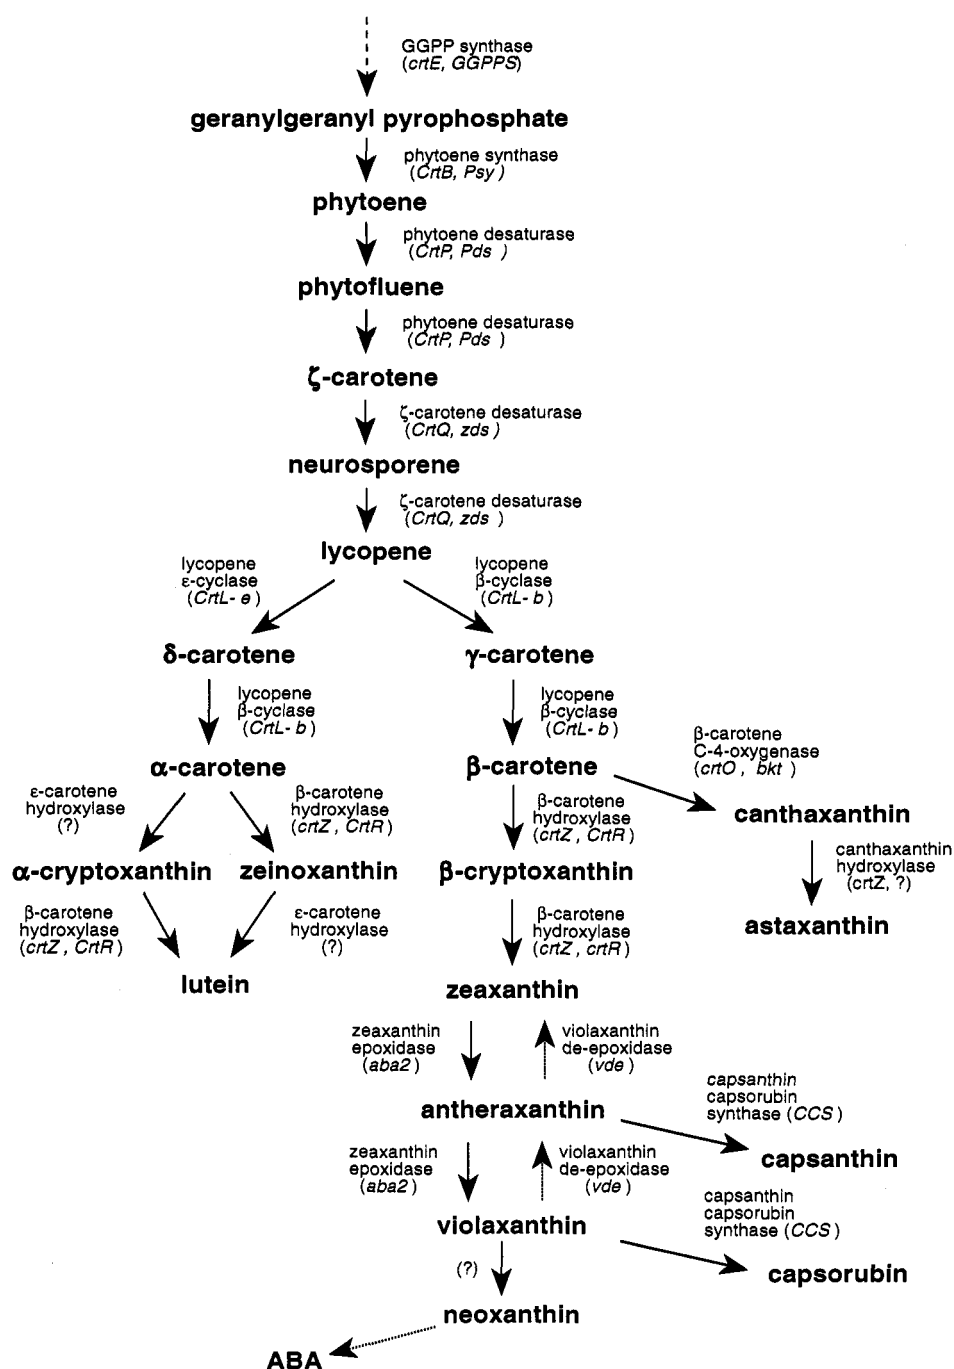 GGPP synthase
(crtE, GGPPS)
geranylgeranyl pyrophosphate
phytoene synthase
(CrtB, Psy)
phytoene
phytoene desaturase
(CrtP, Pds )
phytofluene
phytoene desaturase
(CrtP, Pds )
ζ-carotene
ζ-carotene desaturase
(CrtQ, zds )
neurosporene
ζ-carotene desaturase
(CrtQ, zds )
lycopene
lycopene
ε-cyclase
(CrtL- e )
lycopene
β-cyclase
(CrtL- b )
δ-carotene
γ-carotene
lycopene
β-cyclase
(CrtL- b )
lycopene
β-cyclase
(CrtL- b )
β-carotene
C-4-oxygenase
(crtO , bkt )
α-carotene
β-carotene
canthaxanthin
ε-carotene
hydroxylase
(?)
β-carotene
hydroxylase
(crtZ , CrtR )
β-carotene
hydroxylase
(crtZ , CrtR )
canthaxanthin
hydroxylase
(crtZ, ?)
α-cryptoxanthin
zeinoxanthin
β-cryptoxanthin
astaxanthin
β-carotene
hydroxylase
(crtZ , CrtR )
ε-carotene
hydroxylase
(?)
β-carotene
hydroxylase
(crtZ , crtR )
lutein
zeaxanthin
zeaxanthin
epoxidase
(aba2 )
violaxanthin
de-epoxidase
(vde )
antheraxanthin
capsanthin
capsorubin
synthase (CCS )
capsanthin
zeaxanthin
epoxidase
(aba2 )
violaxanthin
de-epoxidase
(vde )
violaxanthin
capsanthin
capsorubin
synthase (CCS )
capsorubin
(?)
neoxanthin
ABA